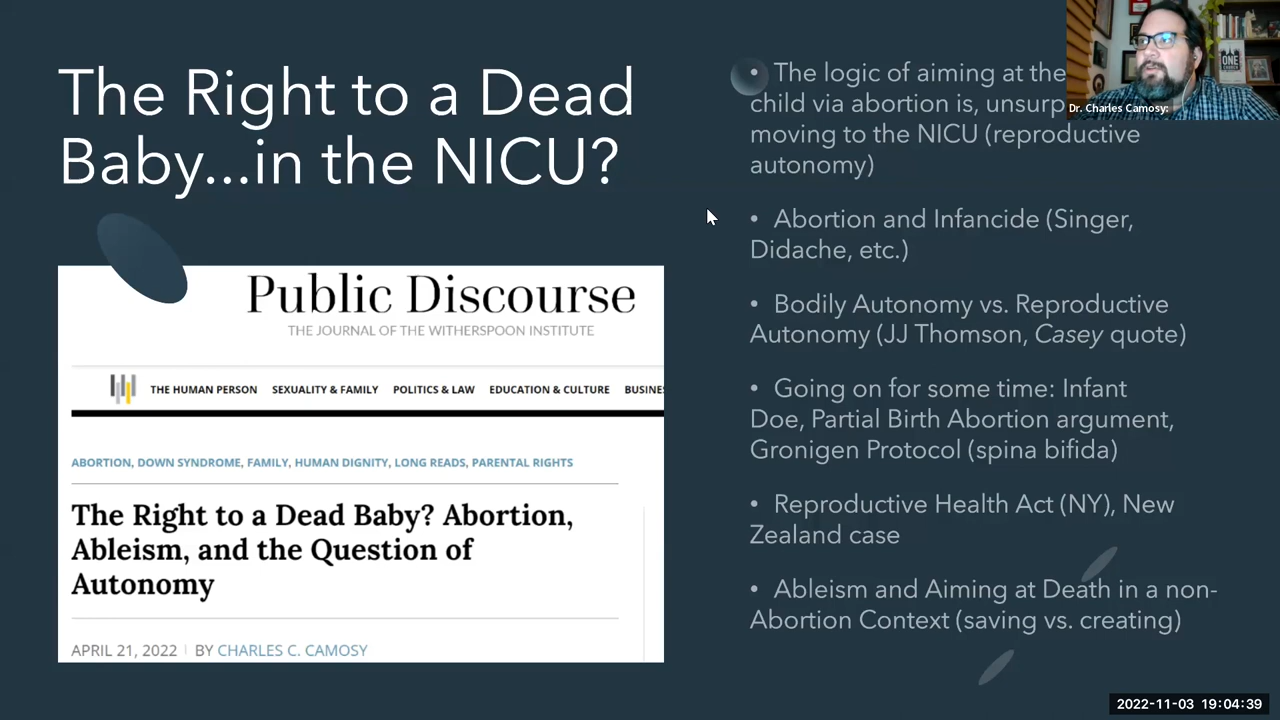 The Right to a Dead
Baby...in the NICU?
Public Discourse
THE JOURNAL OF THE WITHERSPOON INSTITUTE
THE HUMAN PERSON SEXUALITY & FAMILY POLITICS & LAW EDUCATION & CULTURE
ABORTION, DOWN SYNDROME, FAMILY, HUMAN DIGNITY, LONG READS, PARENTAL RIGHTS
The Right to a Dead Baby? Abortion,
Ableism, and the Question of
Autonomy
APRIL 21, 2022 | BY CHARLES C. CAMOSY
• The logic of aiming at the
child via abortion is,
moving to the NICU (reproductive
autonomy)
• Abortion and Infancide (Singer,
Didache, etc.)
• Bodily Autonomy vs. Reproductive
Autonomy (JJ Thomson, Casey quote)
• Going on for some time: Infant
Doe, Partial Birth Abortion argument,
Gronigen Protocol (spina bifida)
• Reproductive Health Act (NY), New
Zealand case
• Ableism and Aiming at Death in a non-
Abortion Context (saving vs. creating)
ONE
Dr. Charles Camosy:
2022-11-03 19:04:39